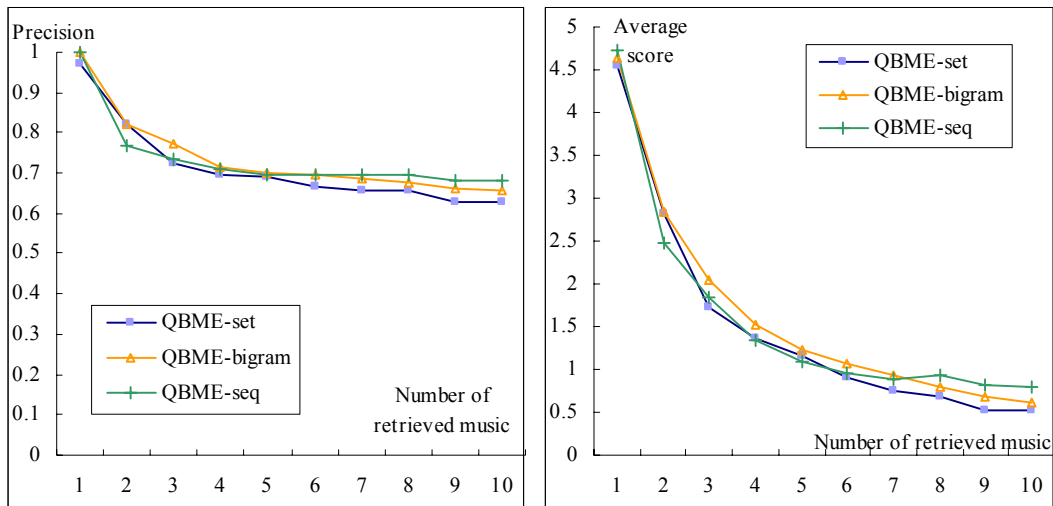 Precision
1
0.9
0.8
0.7
0.6
0.5
0.4
0.3
0.2
0.1
0
QBME-set
QBME-bigram
QBME-seq
Number of
retrieved music
1 2 3 4 5 6 7 8 9 10
Average
score
5
4.5
4
3.5
3
2.5
2
1.5
1
0.5
0
QBME-set
QBME-bigram
QBME-seq
Number of retrieved music
1 2 3 4 5 6 7 8 9 10